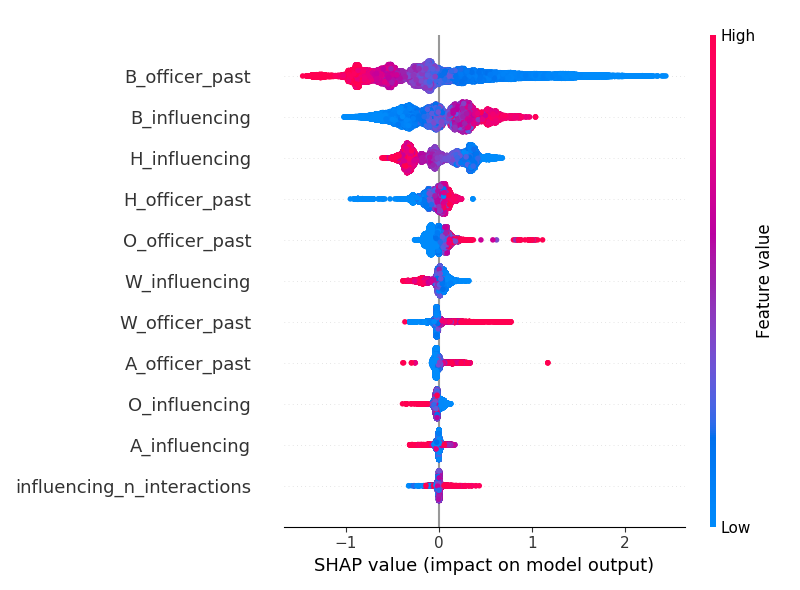 High
B_officer_past
B_influencing
H_influencing
H_officer_past
O_officer_past
W_influencing
W_officer_past
A_officer_past
O_influencing
A_influencing
influencing_n_interactions
Feature value
Low
−1 0 1 2
SHAP value (impact on model output)